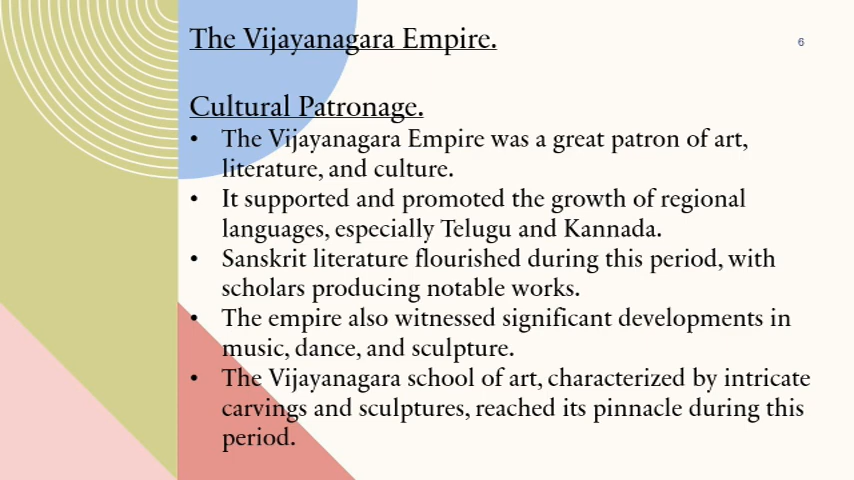 The Vijayanagara Empire.
6
Cultural Patronage.
• The Vijayanagara Empire was a great patron of art,
literature, and culture.
• It supported and promoted the growth of regional
languages, especially Telugu and Kannada.
• Sanskrit literature flourished during this period, with
scholars producing notable works.
• The empire also witnessed significant developments in
music, dance, and sculpture.
• The Vijayanagara school of art, characterized by intricate
carvings and sculptures, reached its pinnacle during this
period.